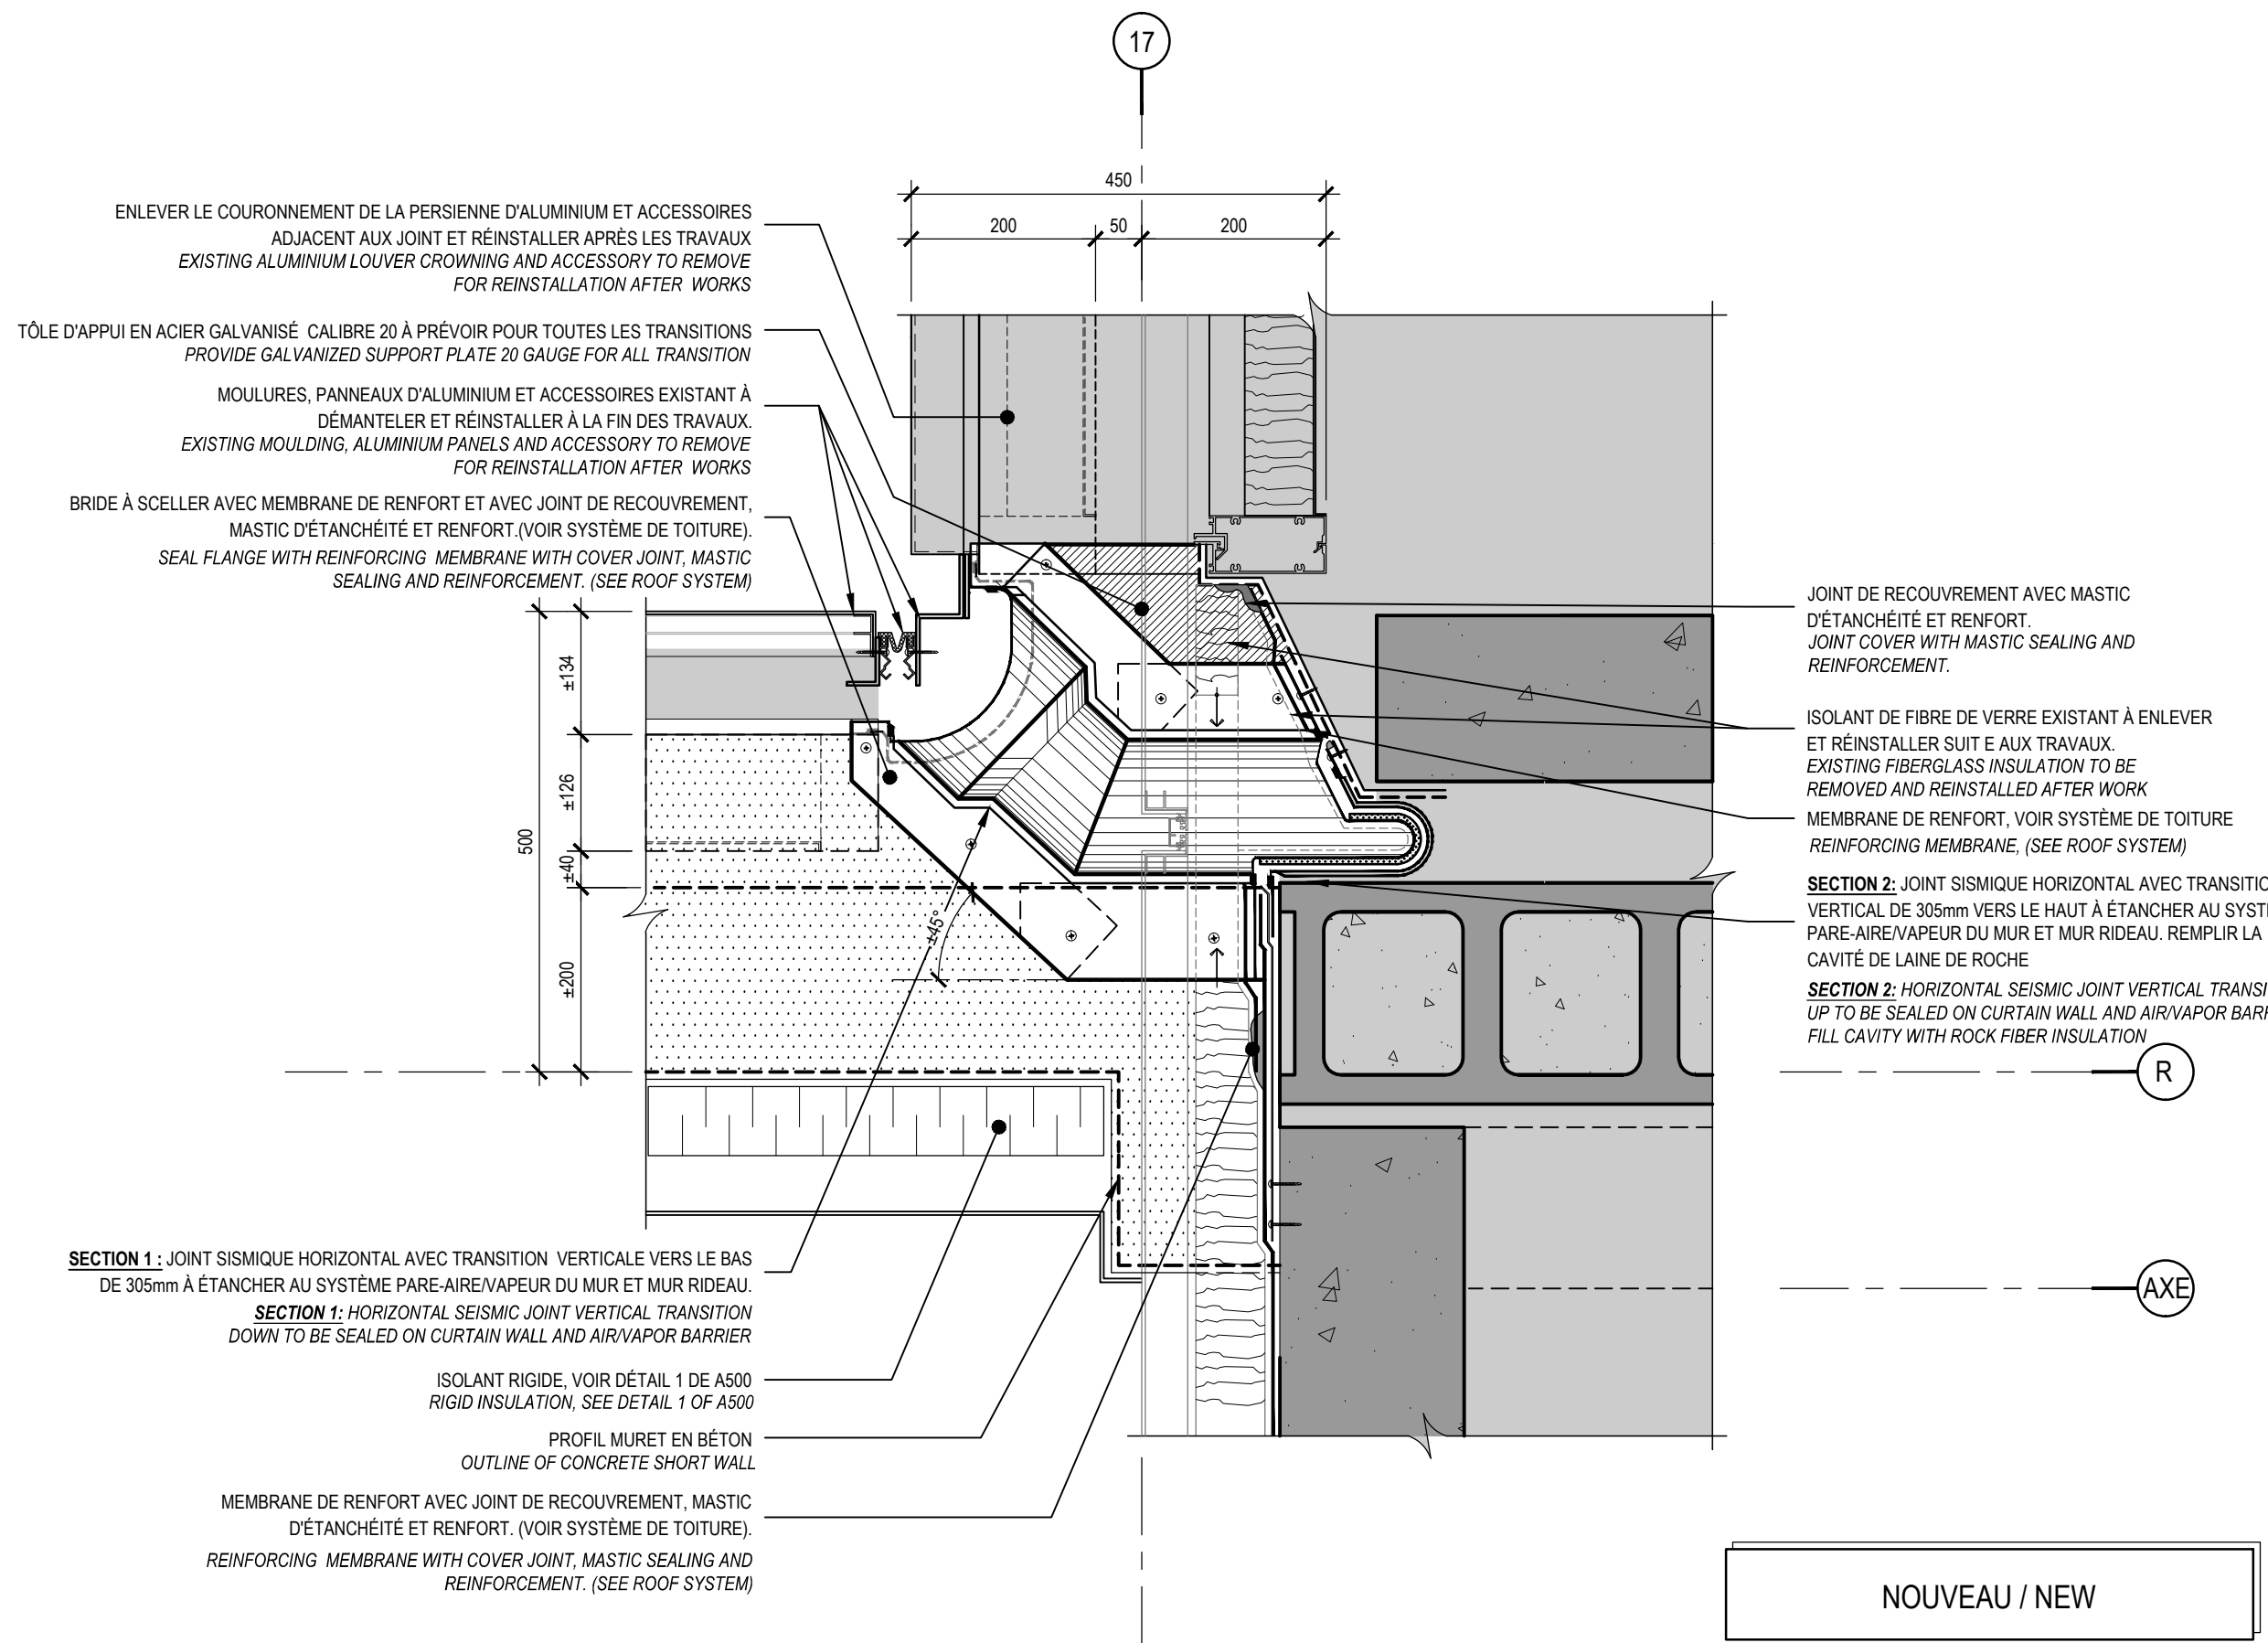 17
450
200
50
200
ENLEVER LE COURONNEMENT DE LA PERSIENNE D'ALUMINIUM ET ACCESSOIRES
ADJACENT AUX JOINT ET RÉINSTALLER APRÈS LES TRAVAUX
EXISTING ALUMINIUM LOUVER CROWNING AND ACCESSORY TO REMOVE
FOR REINSTALLATION AFTER WORKS
TÔLE D'APPUI EN ACIER GALVANISÉ CALIBRE 20 À PRÉVOIR POUR TOUTES LES TRANSITIONS
PROVIDE GALVANIZED SUPPORT PLATE 20 GAUGE FOR ALL TRANSITION
MOULURES, PANNEAUX D'ALUMINIUM ET ACCESSOIRES EXISTANT À
DÉMANTELER ET RÉINSTALLER À LA FIN DES TRAVAUX.
EXISTING MOULDING, ALUMINIUM PANELS AND ACCESSORY TO REMOVE
FOR REINSTALLATION AFTER WORKS
BRIDE À SCELLER AVEC MEMBRANE DE RENFORT ET AVEC JOINT DE RECOUVREMENT,
MASTIC D'ÉTANCHÉITÉ ET RENFORT.(VOIR SYSTÈME DE TOITURE).
SEAL FLANGE WITH REINFORCING MEMBRANE WITH COVER JOINT, MASTIC
SEALING AND REINFORCEMENT. (SEE ROOF SYSTEM)
500
±134
±126
±40
±200
±45°
SECTION 1 : JOINT SISMIQUE HORIZONTAL AVEC TRANSITION VERTICALE VERS LE BAS
DE 305mm À ÉTANCHER AU SYSTÈME PARE-AIRE/VAPEUR DU MUR ET MUR RIDEAU.
SECTION 1: HORIZONTAL SEISMIC JOINT VERTICAL TRANSITION
DOWN TO BE SEALED ON CURTAIN WALL AND AIR/VAPOR BARRIER
ISOLANT RIGIDE, VOIR DÉTAIL 1 DE A500
RIGID INSULATION, SEE DETAIL 1 OF A500
PROFIL MURET EN BÉTON
OUTLINE OF CONCRETE SHORT WALL
MEMBRANE DE RENFORT AVEC JOINT DE RECOUVREMENT, MASTIC
D'ÉTANCHÉITÉ ET RENFORT. (VOIR SYSTÈME DE TOITURE).
REINFORCING MEMBRANE WITH COVER JOINT, MASTIC SEALING AND
REINFORCEMENT. (SEE ROOF SYSTEM)
JOINT DE RECOUVREMENT AVEC MASTIC
D'ÉTANCHÉITÉ ET RENFORT.
JOINT COVER WITH MASTIC SEALING AND
REINFORCEMENT.
ISOLANT DE FIBRE DE VERRE EXISTANT À ENLEVER
ET RÉINSTALLER SUIT E AUX TRAVAUX.
EXISTING FIBERGLASS INSULATION TO BE
REMOVED AND REINSTALLED AFTER WORK
MEMBRANE DE RENFORT, VOIR SYSTÈME DE TOITURE
REINFORCING MEMBRANE, (SEE ROOF SYSTEM)
SECTION 2: JOINT SISMIQUE HORIZONTAL AVEC
VERTICAL DE 305mm VERS LE HAUT À ÉTANCHER AU
PARE-AIRE/VAPEUR DU MUR ET MUR RIDEAU. REMPLIR LA
CAVITÉ DE LAINE DE ROCHE
SECTION 2: HORIZONTAL SEISMIC JOINT VERTICAL
UP TO BE SEALED ON CURTAIN WALL AND AIR/VAPOR
FILL CAVITY WITH ROCK FIBER INSULATION
R
AXE
NOUVEAU / NEW